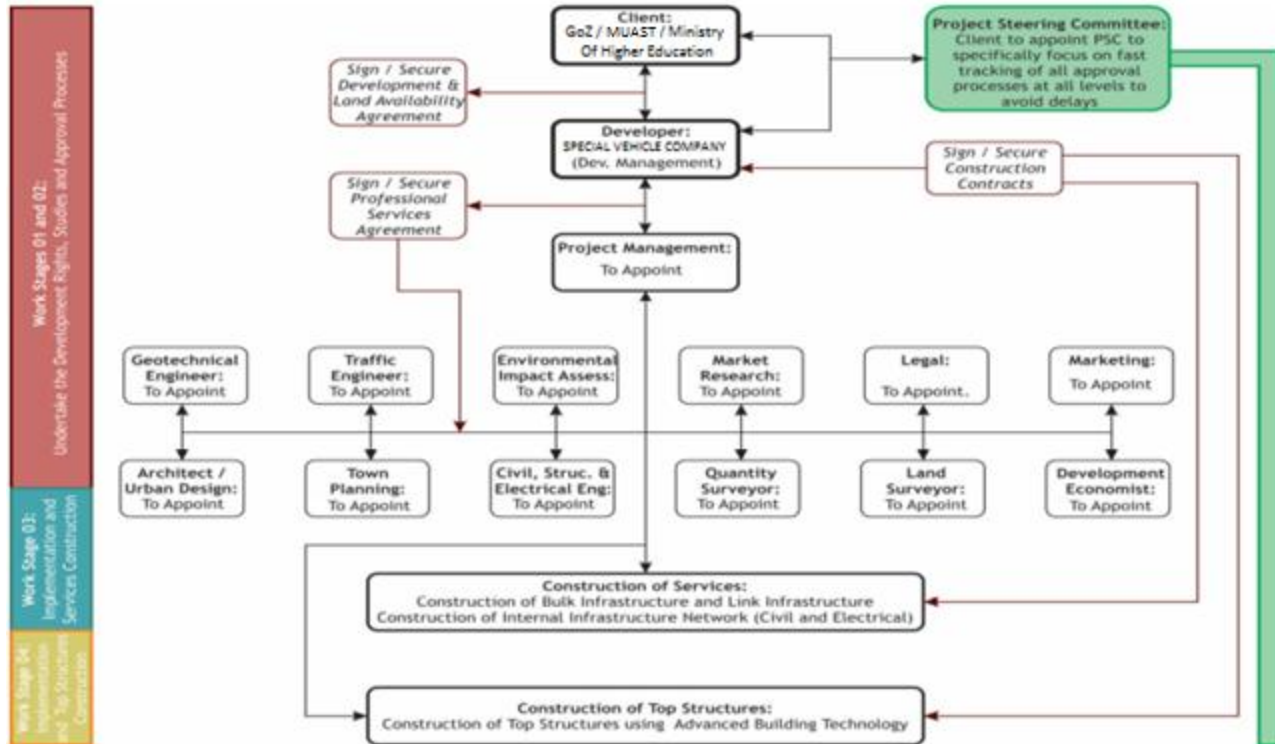 Client:
GoZ / MUAST / Ministry
Of Higher Education
Project Steering Committee:
Client to appoint PSC to
specifically focus on fast
tracking of all approval
processes at all levels to
avoid delays
Sign / Secure
Development &
Land Availability
Agreement
Developer:
SPECIAL VEHICLE COMPANY
(Dev. Management)
Sign / Secure
Construction
Contracts
Sign / Secure
Professional
Services
Agreement
Project Management:
To Appoint
Geotechnical
Engineer:
To Appoint
Traffic
Engineer:
To Appoint
Environmental
Impact Assess:
To Appoint
Market
Research:
To Appoint
Legal:
To Appoint.
Marketing:
To Appoint
Architect /
Urban Design:
To Appoint
Town
Planning:
To Appoint
Civil, Struc. &
Electrical Eng:
To Appoint
Quantity
Surveyor:
To Appoint
Land
Surveyor:
To Appoint
Development
Economist:
To Appoint
Construction of Services:
Construction of Bulk Infrastructure and Link Infrastructure
Construction of Internal Infrastructure Network (Civil and Electrical)
Construction of Top Structures:
Construction of Top Structures using Advanced Building Technology
Work Stages 01 and 02:
Undertake the Development Rights, Studies and Approval Processes
Work Stage 03:
Implementation and
Services Construction
Work Stage 04:
Implementation
and Top Structures
Construction